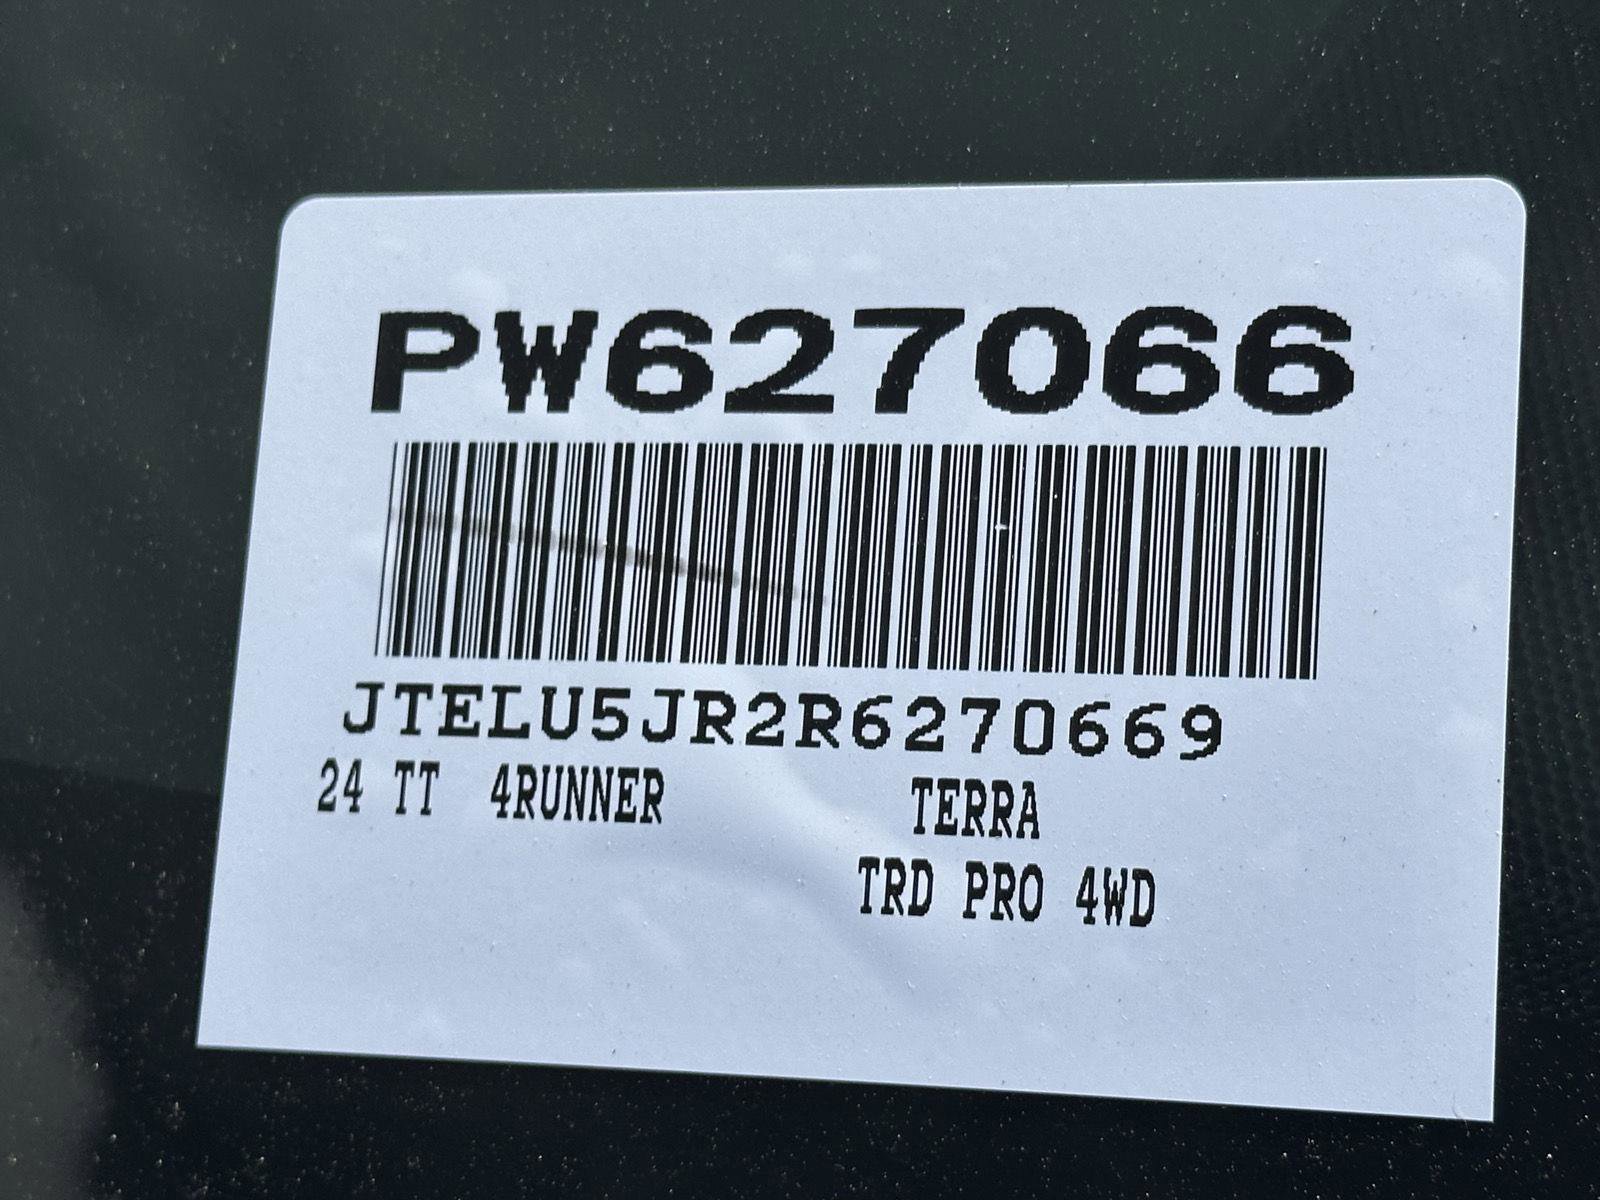 PW627066
JTELU5JR2R6270669
24 TT 4RUNNER TERRA
TRD PRO 4WD